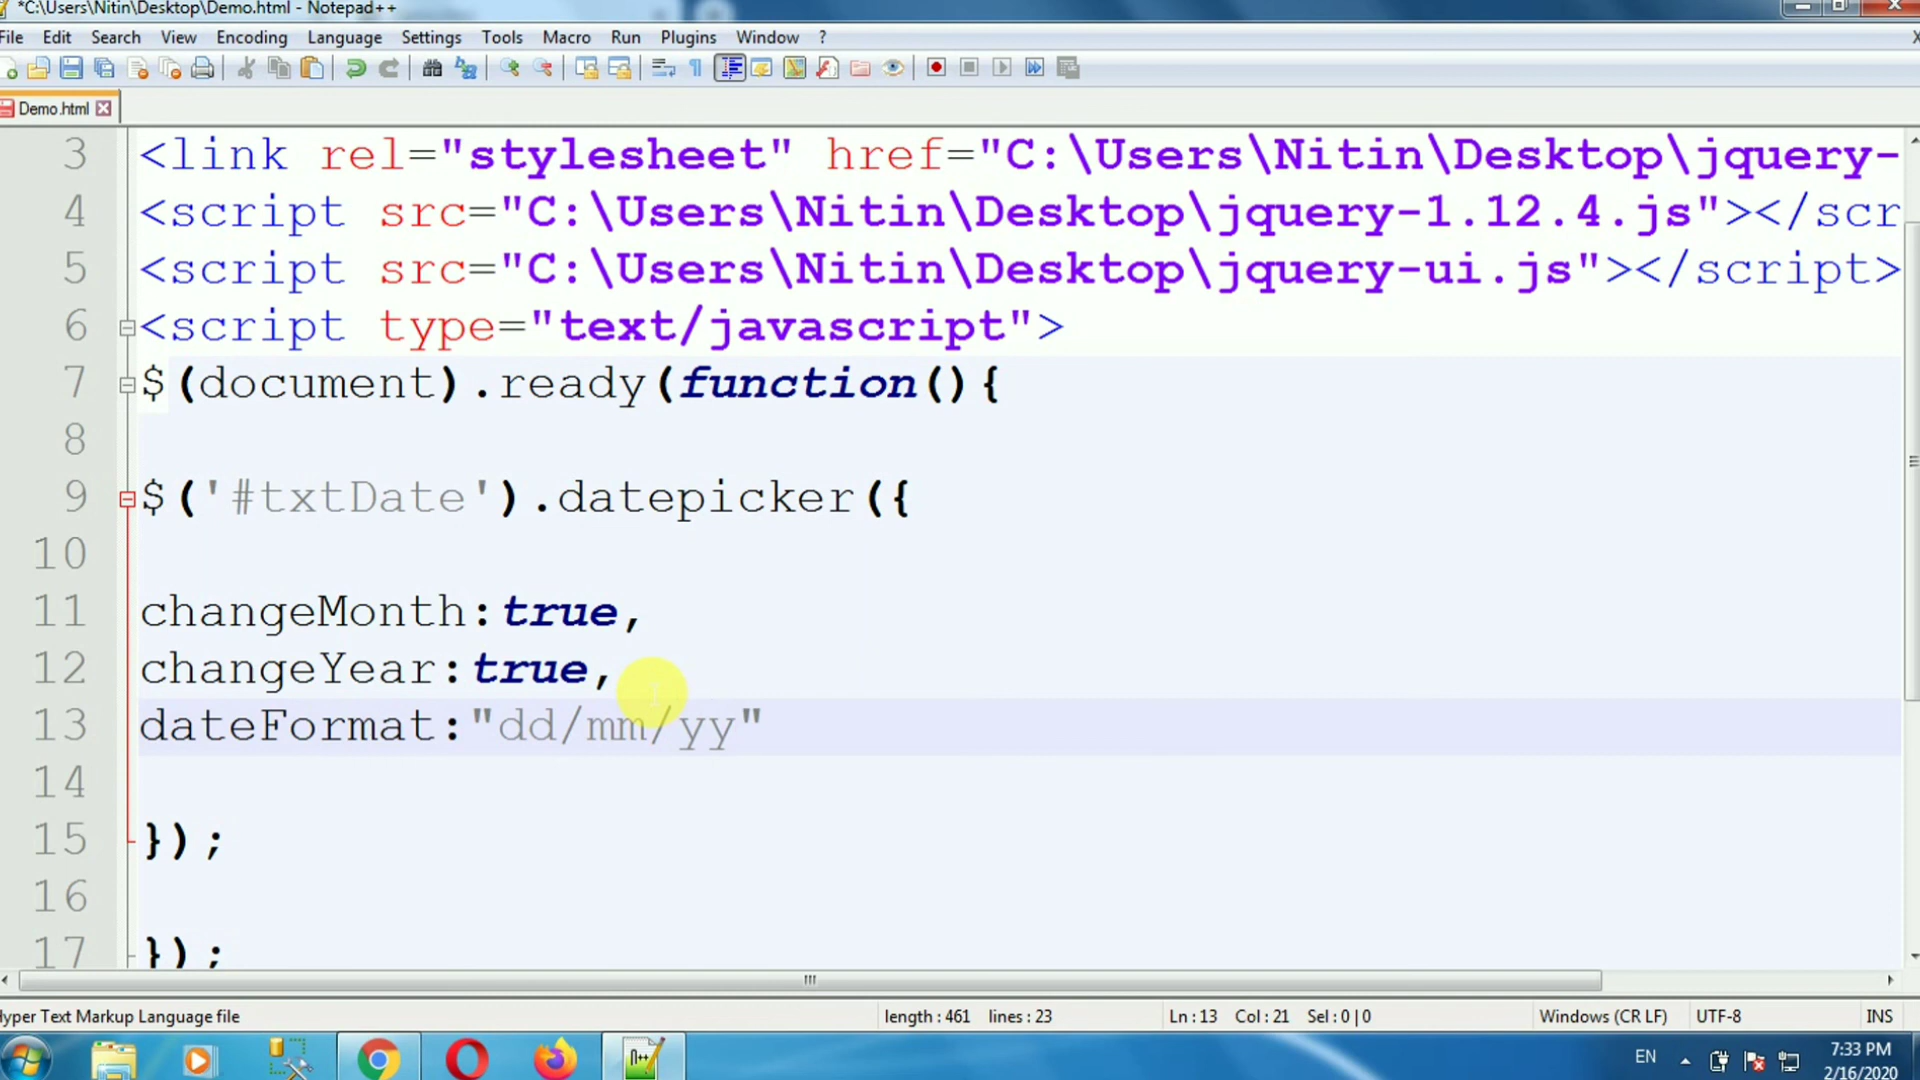 *C:\Users\Nitin\Desktop\Demo.html - Notepad++
File Edit Search View Encoding Language Settings Tools Macro Run Plugins Window ? X
Demo.html
3 <link rel="stylesheet" href="C:\Users\Nitin\Desktop\jquery-
4 <script src="C:\Users\Nitin\Desktop\jquery-1.12.4.js"></scr
5 <script src="C:\Users\Nitin\Desktop\jquery-ui.js"></script>
6 <script type="text/javascript">
7 $(document).ready(function(){
8
9 $('#txtDate').datepicker({
10
11 changeMonth:true,
12 changeYear:true,
13 dateFormat:"dd/mm/yy"
14
15 });
16
17 });
Hyper Text Markup Language file length : 461 lines : 23 Ln : 13 Col : 21 Sel : 0 | 0 Windows (CR LF) UTF-8 INS
EN 7:33 PM
2/16/2020